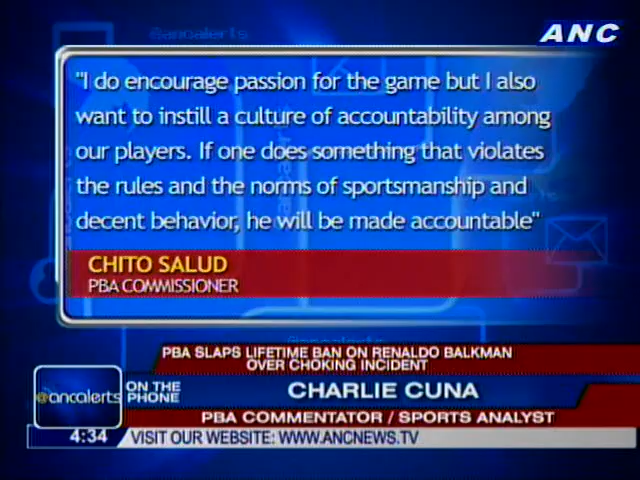 @ancalerts
ANC
"I do encourage passion for the game but I also
want to instill a culture of accountability among
our players. If one does something that violates
the rules and the norms of sportsmanship and
decent behavior, he will be made accountable"
CHITO SALUD
PBA COMMISSIONER
@ancalerts
PBA SLAPS LIFETIME BAN ON RENALDO BALKMAN
OVER CHOKING INCIDENT
@ancalerts
ON THE
PHONE
CHARLIE CUNA
PBA COMMENTATOR / SPORTS ANALYST
4:34
VISIT OUR WEBSITE: WWW.ANCNEWS.TV